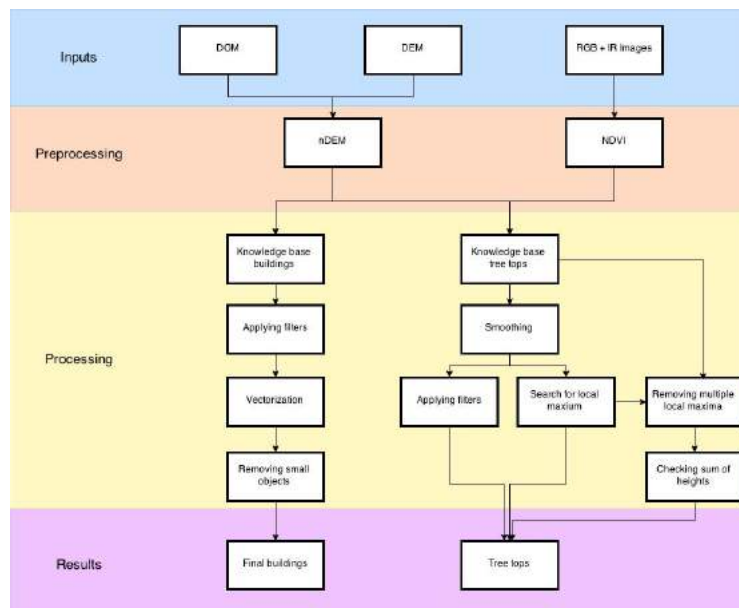 Inputs
DGM
DEM
RGB + IR Images
Preprocessing
nDEM
NDVI
Processing
Knowledge base
buildings
Knowledge base
tree tops
Applying filters
Smoothing
Vectorization
Applying filters
Search for local
maxium
Removing multiple
local maxima
Removing small
objects
Checking sum of
heights
Results
Final buildings
Tree tops